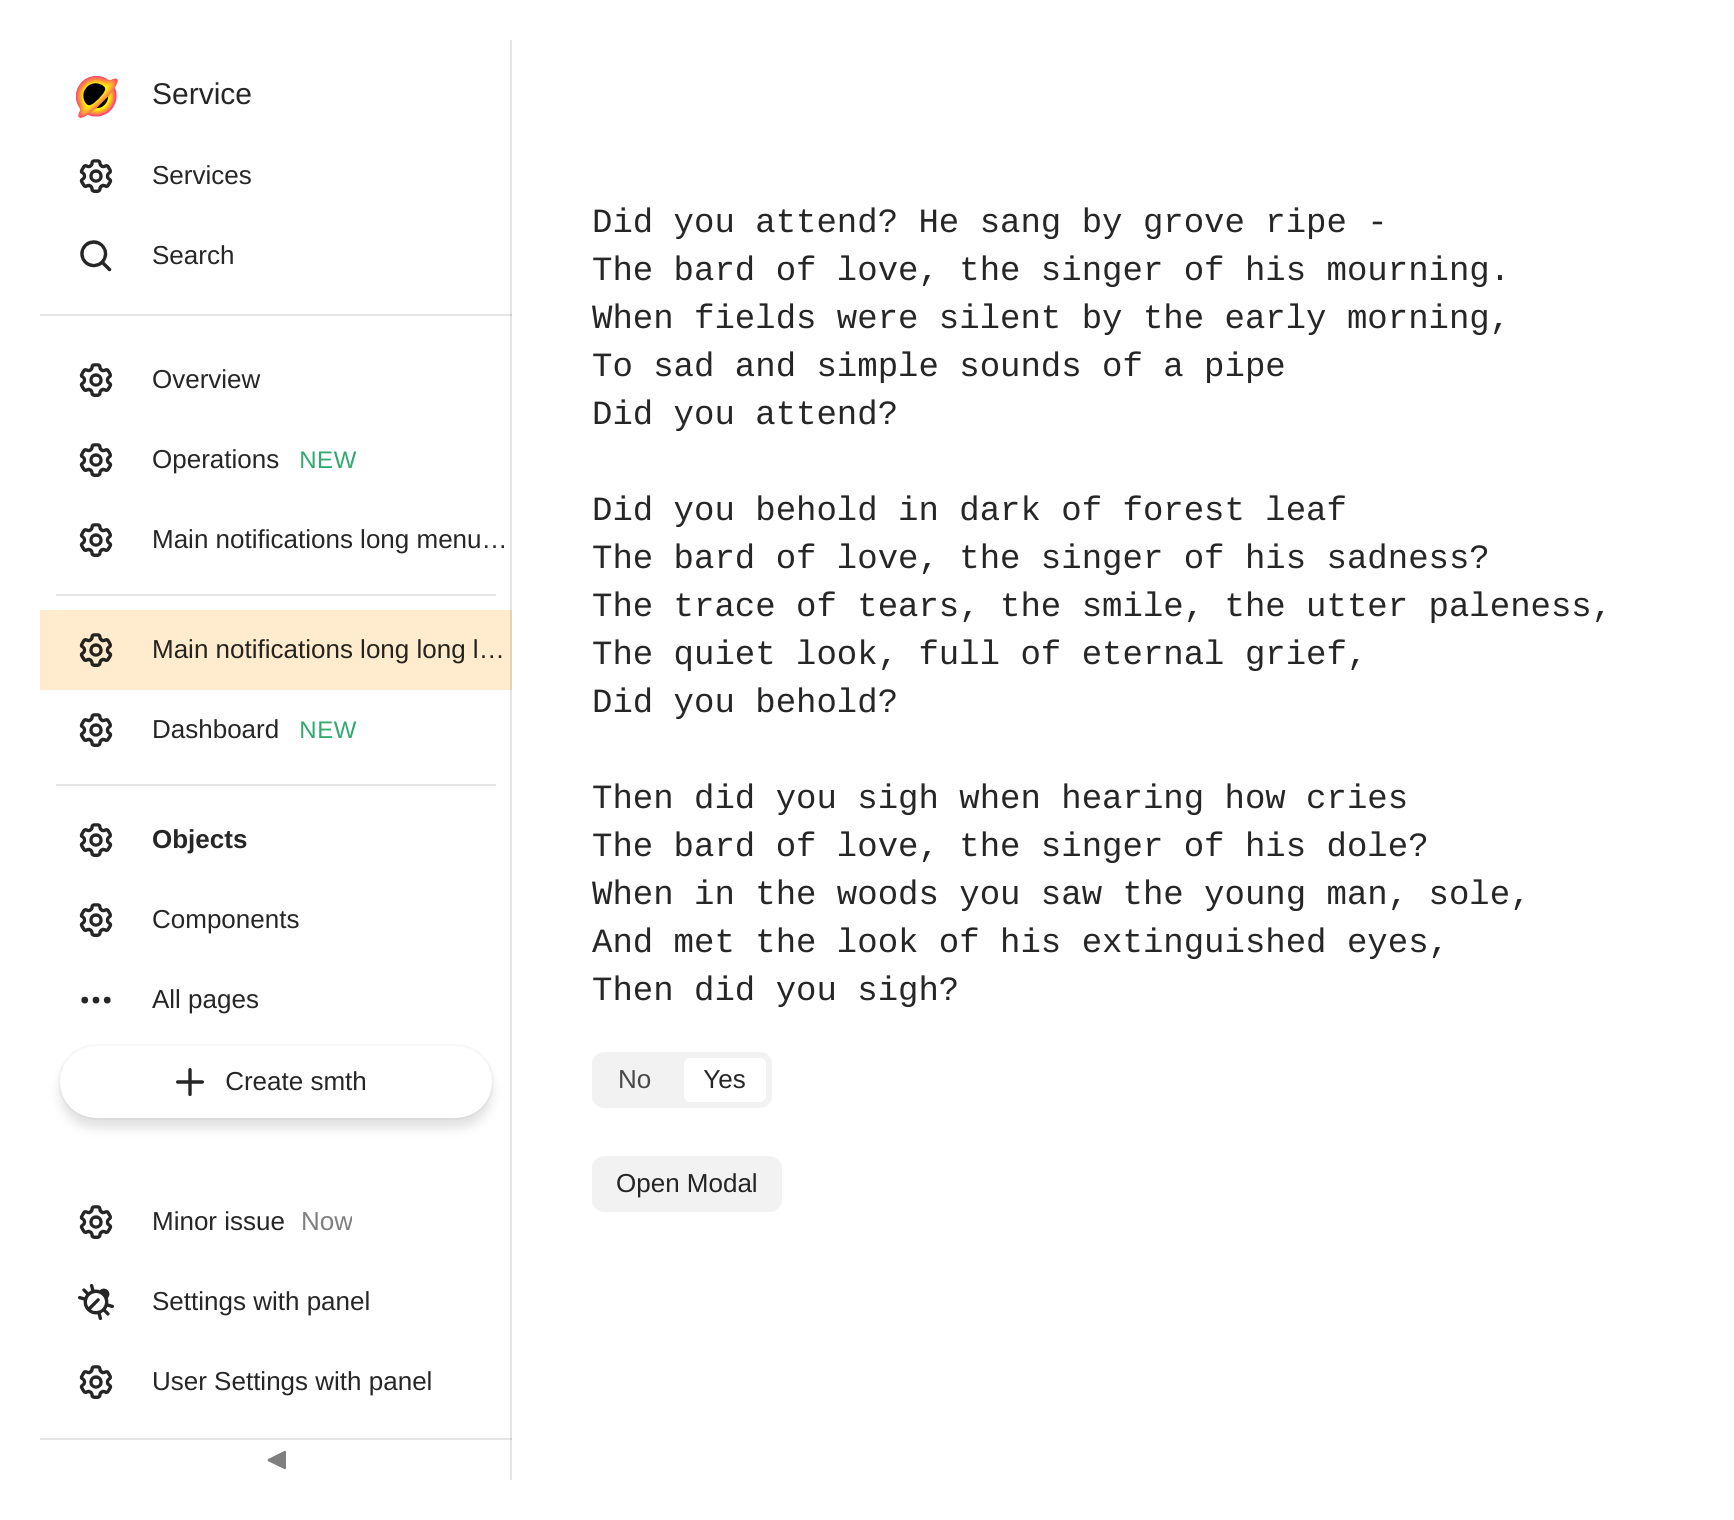 Service
Services
Search
Overview
Operations NEW
Main notifications long menu…
Main notifications long long l…
Dashboard NEW
Objects
Components
All pages
Create smth
Minor issue Now
Settings with panel
User Settings with panel
Did you attend? He sang by grove ripe -
The bard of love, the singer of his mourning.
When fields were silent by the early morning,
To sad and simple sounds of a pipe
Did you attend?
Did you behold in dark of forest leaf
The bard of love, the singer of his sadness?
The trace of tears, the smile, the utter paleness,
The quiet look, full of eternal grief,
Did you behold?
Then did you sigh when hearing how cries
The bard of love, the singer of his dole?
When in the woods you saw the young man, sole,
And met the look of his extinguished eyes,
Then did you sigh?
No Yes
Open Modal